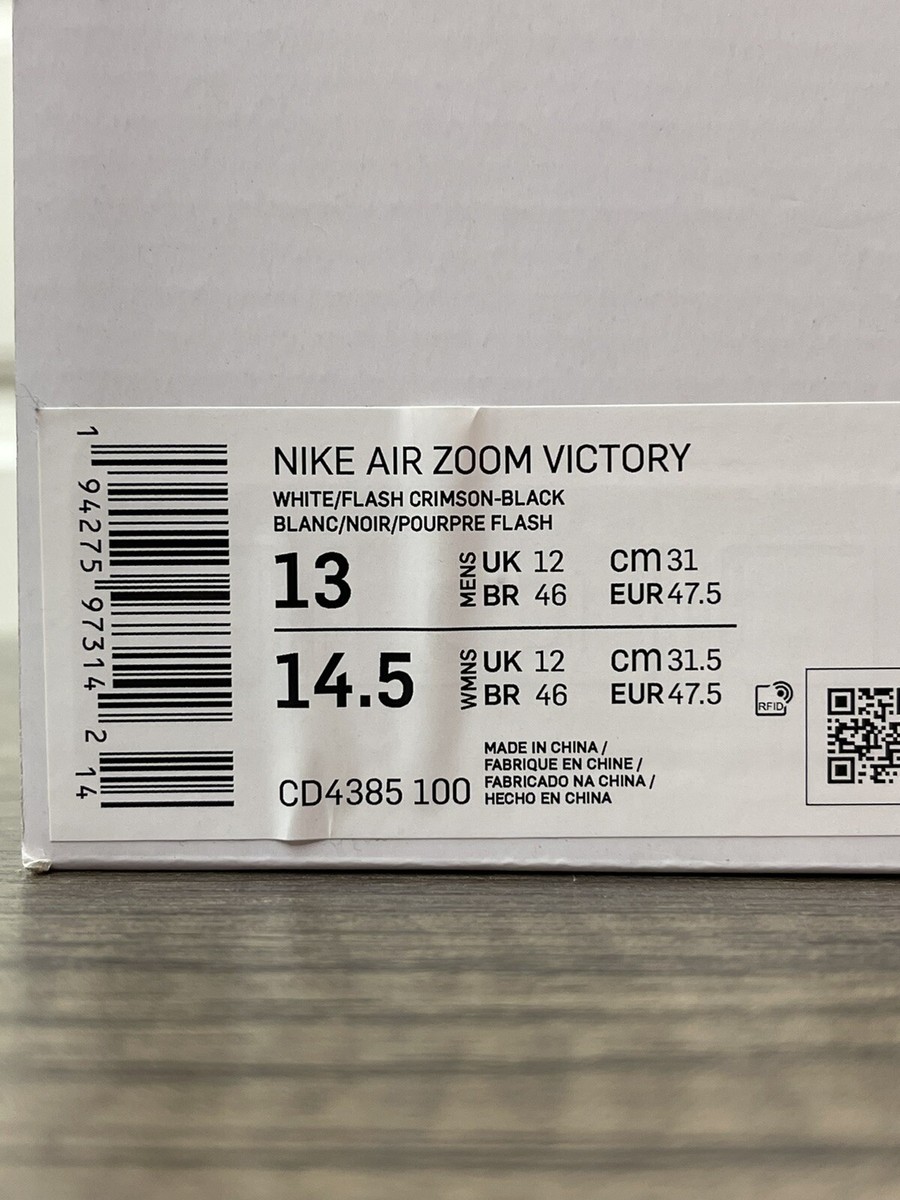 1 94275 97314 2 14
NIKE AIR ZOOM VICTORY
WHITE/FLASH CRIMSON-BLACK
BLANC/NOIR/POURPRE FLASH
13 MENS UK 12 cm 31
BR 46 EUR 47.5
14.5 WMNS UK 12 cm 31.5
BR 46 EUR 47.5
RFID
MADE IN CHINA /
FABRIQUE EN CHINE /
FABRICADO NA CHINA /
HECHO EN CHINA
CD4385 100